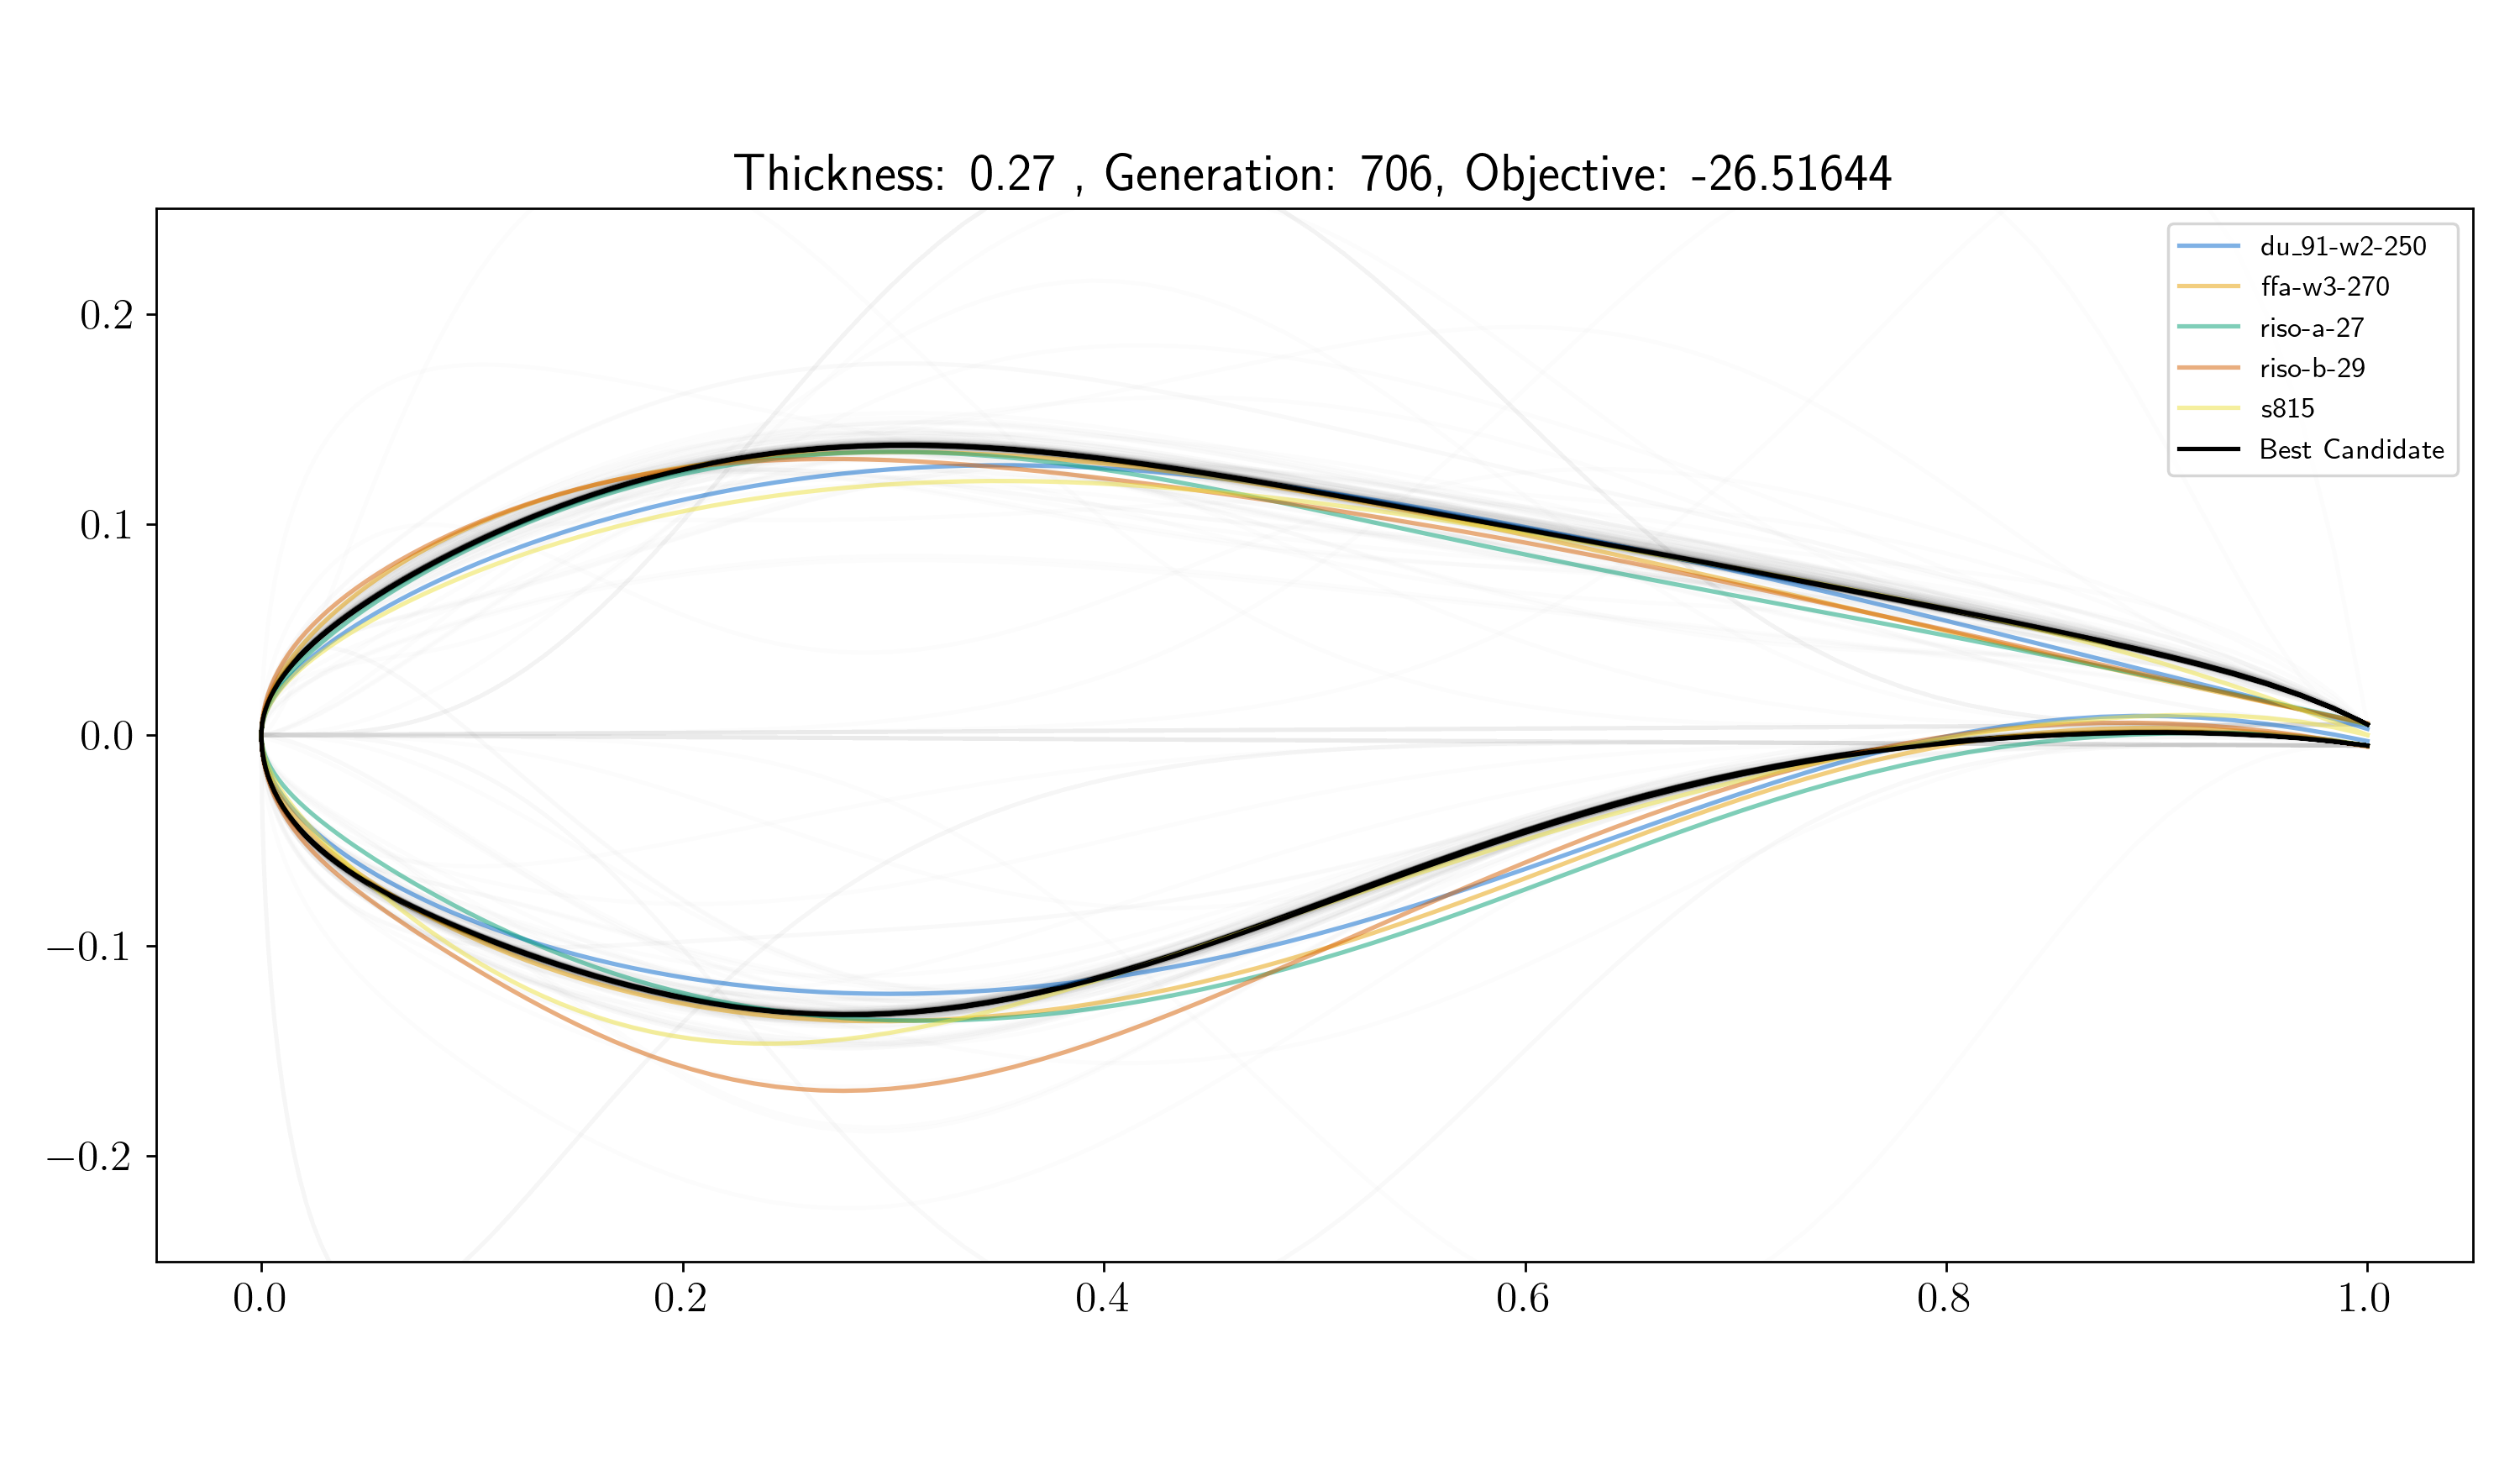 Thickness: 0.27 , Generation: 706, Objective: -26.51644
du_91-w2-250
ffa-w3-270
riso-a-27
riso-b-29
s815
Best Candidate
0.2
0.1
0.0
−0.1
−0.2
0.0 0.2 0.4 0.6 0.8 1.0